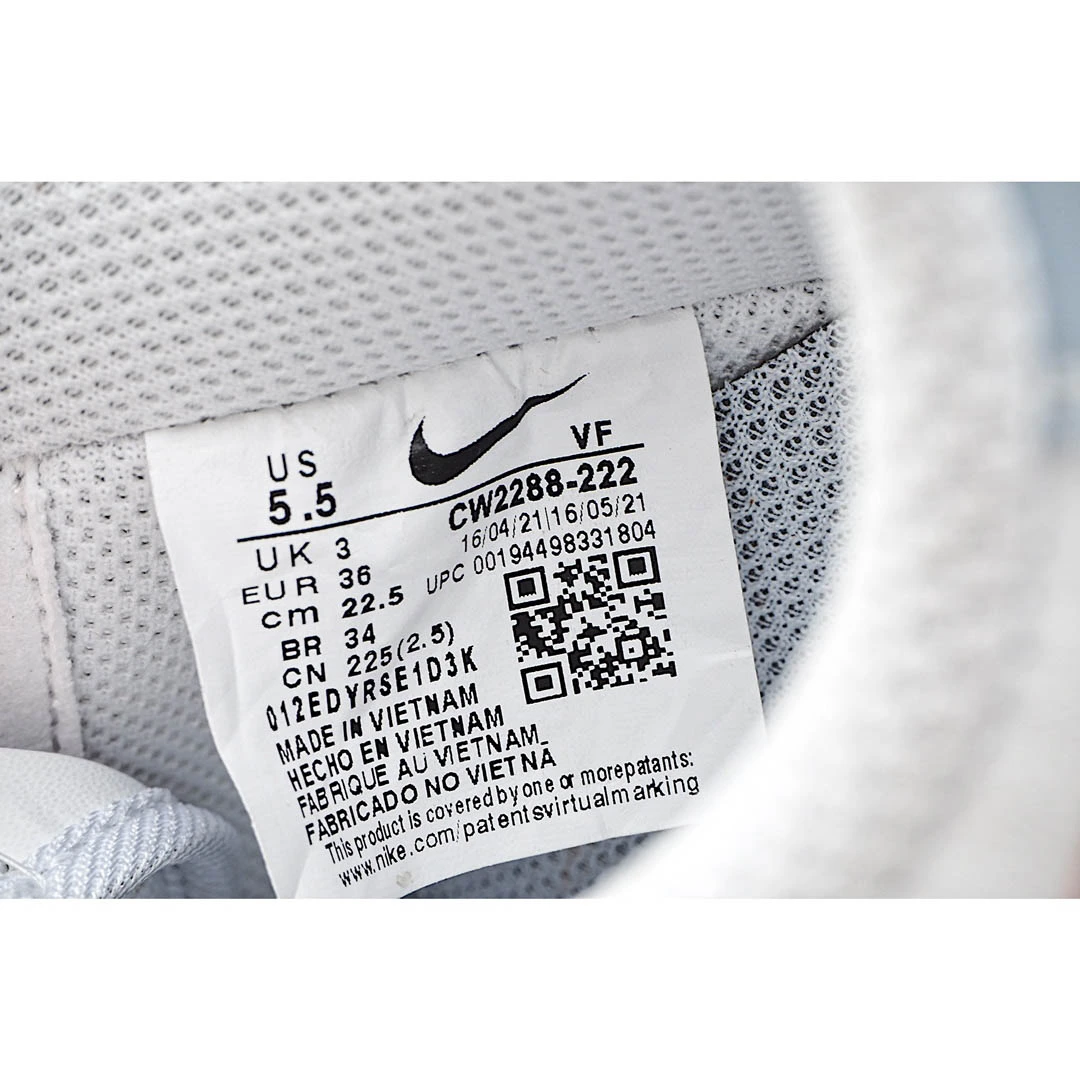 US
5.5
VF
CW2288-222
16/04/21|16/05/21
UPC 00194498331804
UK 3
EUR 36
cm 22.5
BR 34
CN 225(2.5)
012EDYRSE1D3K
MADE IN VIETNAM
HECHO EN VIETNAM
FABRIQUE AU VIETNAM
FABRICADO NO VIETNÃ
This product is covered by one or more patants:
www.nike.com/patentsvirtualmarking